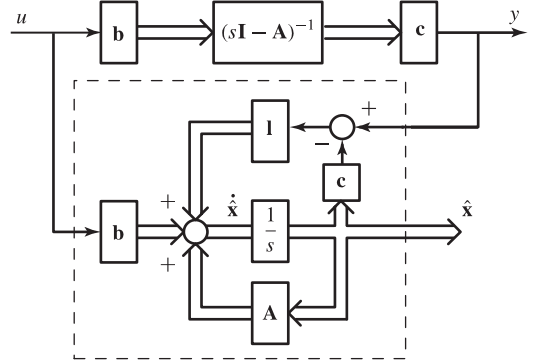 u b (sI − A)⁻¹ c y
l − +
c
+ b + x̂̇ 1/s x̂
A